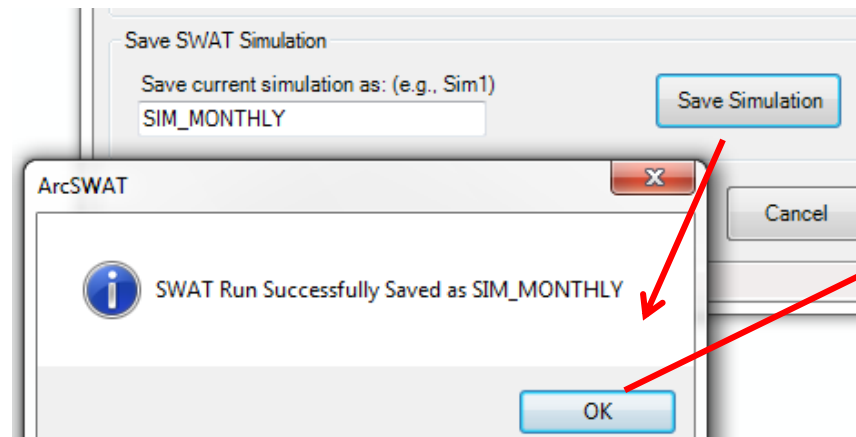 Save SWAT Simulation
Save current simulation as: (e.g., Sim1)
SIM_MONTHLY
Save Simulation
ArcSWAT
Cancel
SWAT Run Successfully Saved as SIM_MONTHLY
OK